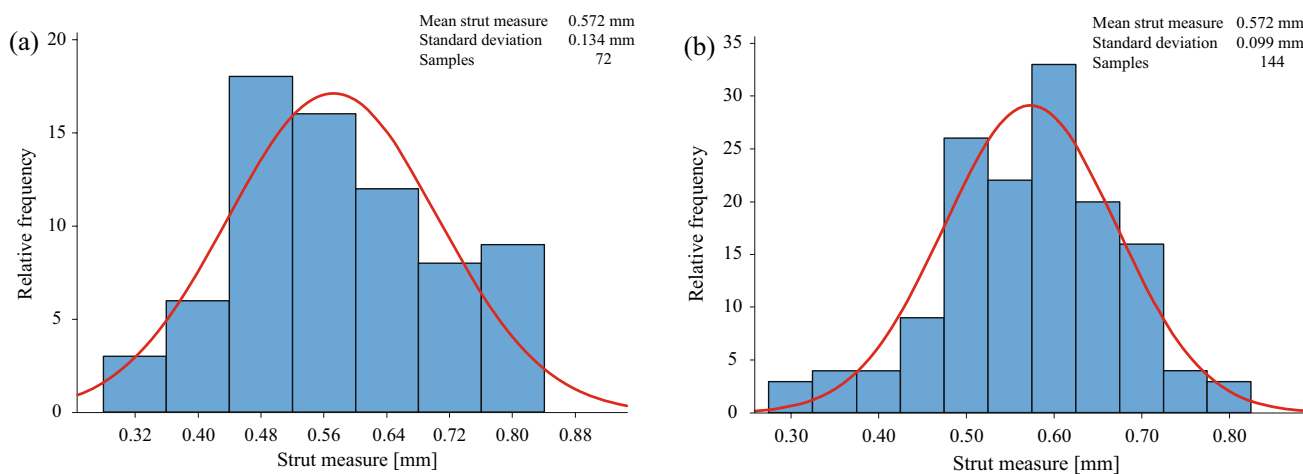 (a)
Mean strut measure 0.572 mm
Standard deviation 0.134 mm
Samples 72
20
15
10
5
0
Relative frequency
0.32 0.40 0.48 0.56 0.64 0.72 0.80 0.88
Strut measure [mm]
(b)
Mean strut measure 0.572 mm
Standard deviation 0.099 mm
Samples 144
35
30
25
20
15
10
5
0
Relative frequency
0.30 0.40 0.50 0.60 0.70 0.80
Strut measure [mm]